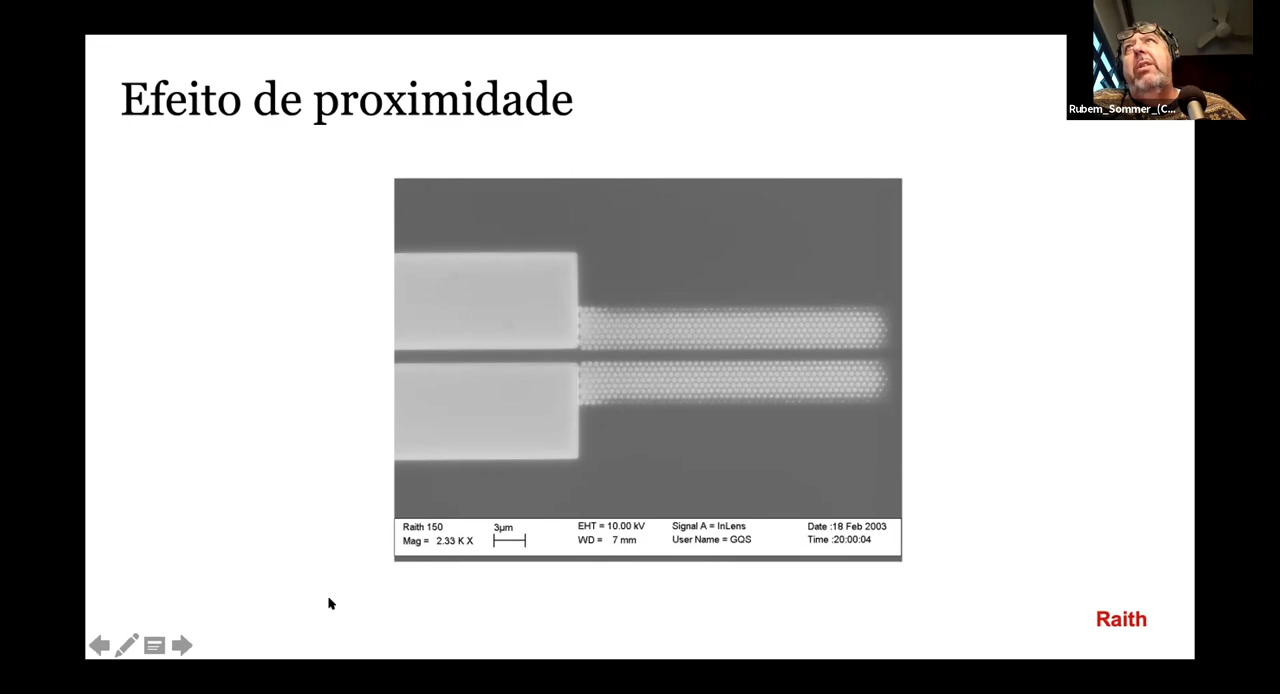 Efeito de proximidade
Rubem_Sommer_(C...
Raith 150
Mag = 2.33 K X
3µm
EHT = 10.00 kV
WD = 7 mm
Signal A = InLens
User Name = GQS
Date :18 Feb 2003
Time :20:00:04
Raith